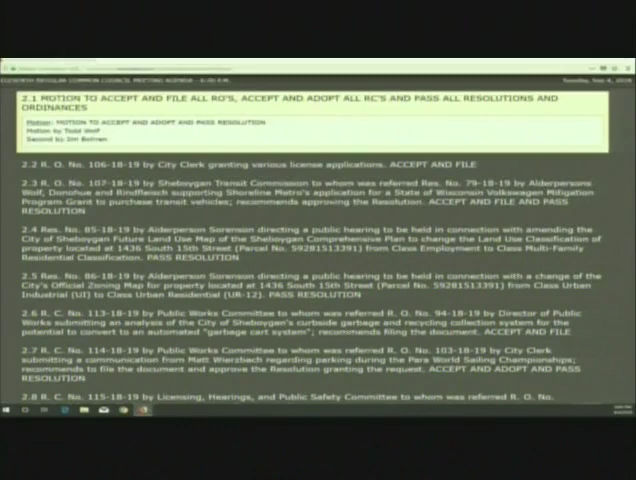 2.1 MOTION TO ACCEPT AND FILE ALL RO'S, ACCEPT AND ADOPT ALL RC'S AND PASS ALL RESOLUTIONS AND
ORDINANCES
Motion: MOTION TO ACCEPT AND ADOPT AND PASS RESOLUTION
Motion by Todd Wolf
Second by Jim Bohren
2.2 R. O. No. 106-18-19 by City Clerk granting various license applications. ACCEPT AND FILE
2.3 R. O. No. 107-18-19 by Sheboygan Transit Commission to whom was referred Res. No. 79-18-19 by Alderpersons
Wolf, Donohue and Rindfleisch supporting Shoreline Metro's application for a State of Wisconsin Volkswagen Mitigation
Program Grant to purchase transit vehicles; recommends approving the Resolution. ACCEPT AND FILE AND PASS
RESOLUTION
2.4 Res. No. 85-18-19 by Alderperson Sorenson directing a public hearing to be held in connection with amending the
City of Sheboygan Future Land Use Map of the Sheboygan Comprehensive Plan to change the Land Use Classification of
property located at 1436 South 15th Street (Parcel No. 59281513391) from Class Employment to Class Multi-Family
Residential Classification. PASS RESOLUTION
2.5 Res. No. 86-18-19 by Alderperson Sorenson directing a public hearing to be held in connection with a change of the
City's Official Zoning Map for property located at 1436 South 15th Street (Parcel No. 59281513391) from Class Urban
Industrial (UI) to Class Urban Residential (UR-12). PASS RESOLUTION
2.6 R. C. No. 113-18-19 by Public Works Committee to whom was referred R. O. No. 94-18-19 by Director of Public
Works submitting an analysis of the City of Sheboygan's curbside garbage and recycling collection system for the
potential to convert to an automated "garbage cart system"; recommends filing the document. ACCEPT AND FILE
2.7 R. C. No. 114-18-19 by Public Works Committee to whom was referred R. O. No. 103-18-19 by City Clerk
submitting a communication from Matt Wierzbach regarding parking during the Para World Sailing Championships;
recommends to file the document and approve the Resolution granting the request. ACCEPT AND ADOPT AND PASS
RESOLUTION
2.8 R. C. No. 115-18-19 by Licensing, Hearings, and Public Safety Committee to whom was referred R. O. No.